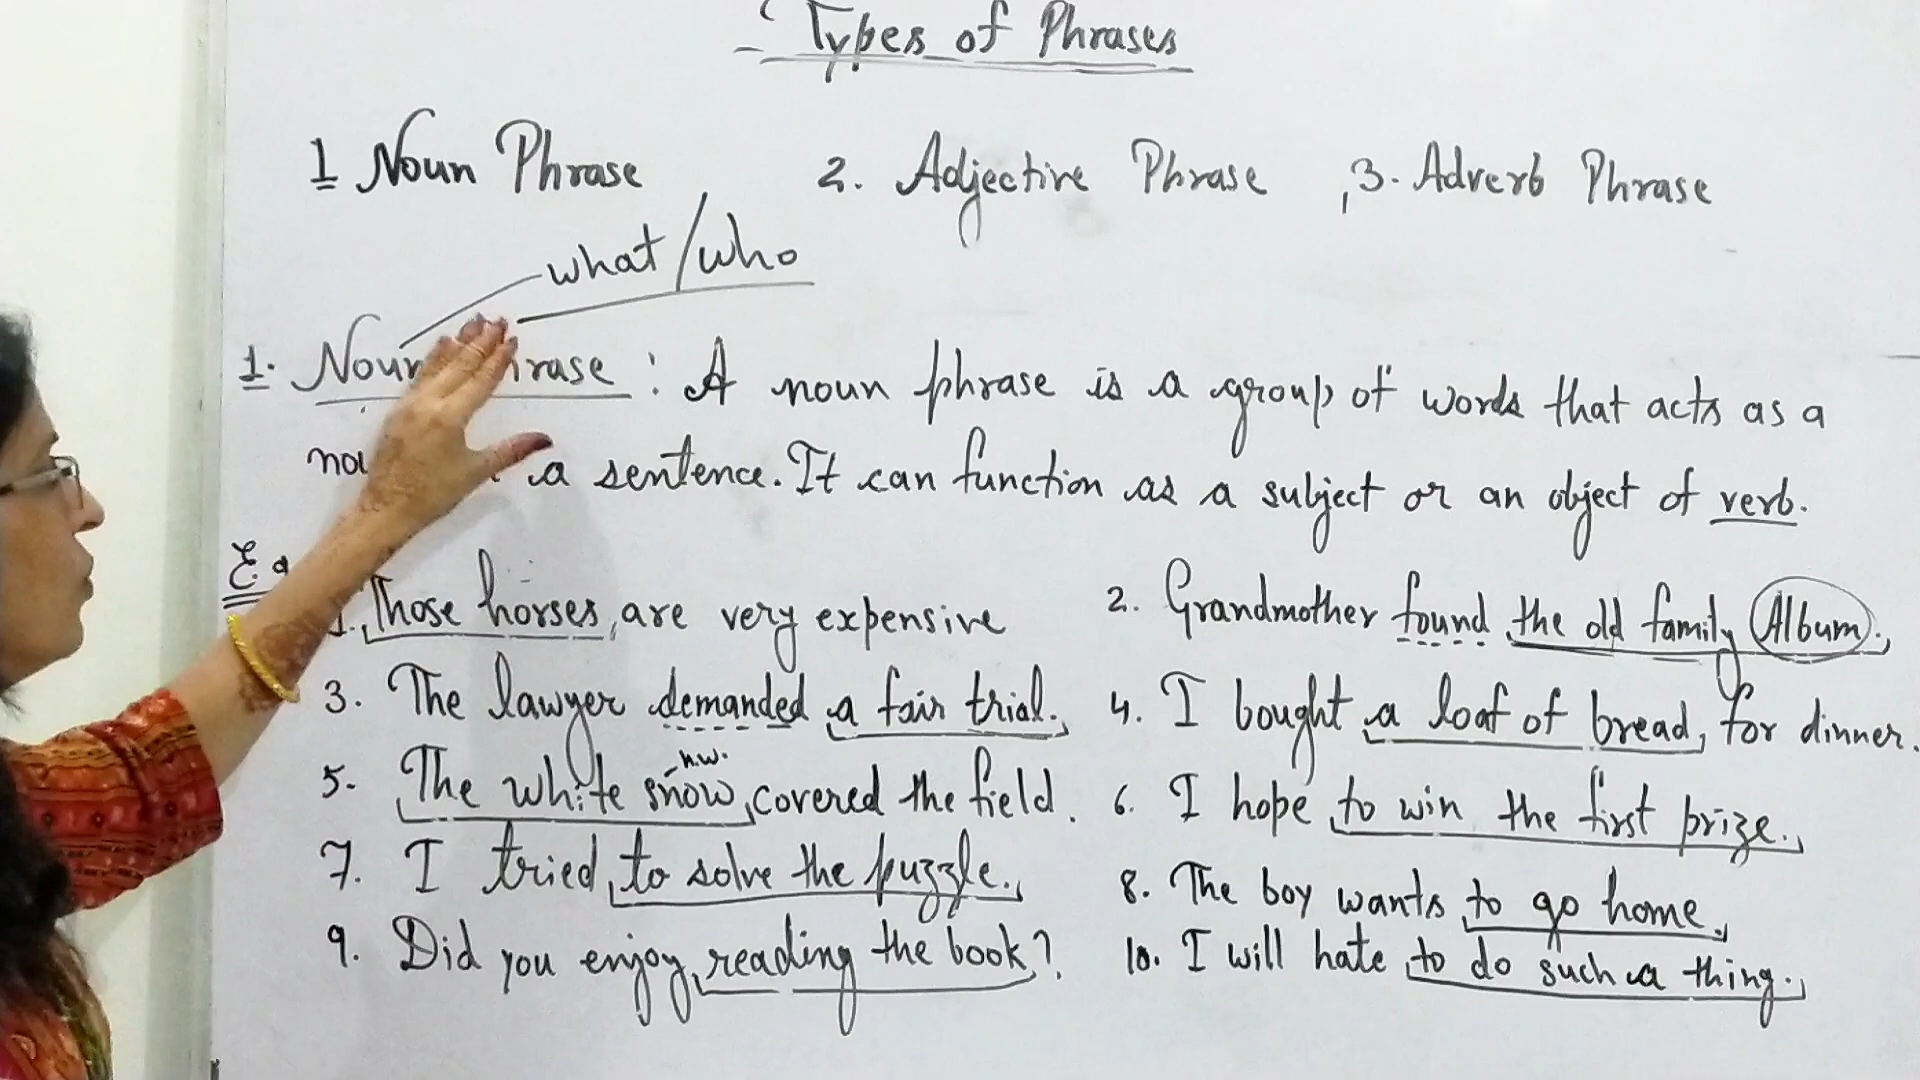 Types of Phrases
1 Noun Phrase 2. Adjective Phrase , 3. Adverb Phrase
what/who
1. Noun Phrase : A noun phrase is a group of words that acts as a
a sentence. It can function as a subject or an object of verb.
1. Those horses, are very expensive 2. Grandmother found the old family Album.
3. The lawyer demanded a fair trial. 4. I bought a loaf of bread, for dinner.
n.w.
5. The white snow, covered the field. 6. I hope to win the first prize.
7. I tried to solve the puzzle. 8. The boy wants to go home.
9. Did you enjoy reading the book? 10. I will hate to do such a thing.